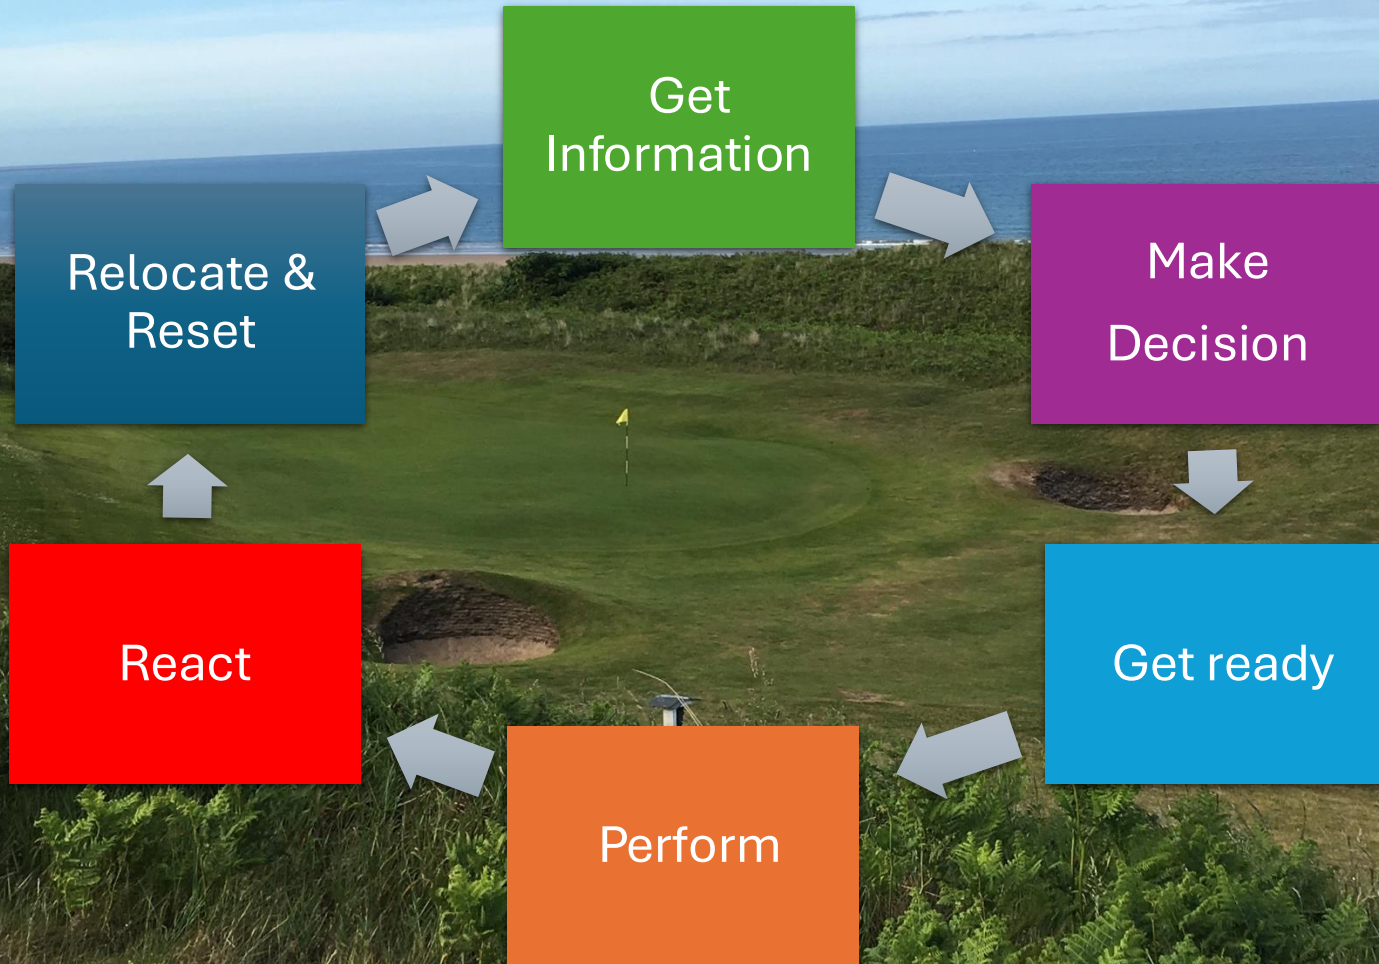 Get
Information
Make
Decision
Get ready
Perform
React
Relocate &
Reset